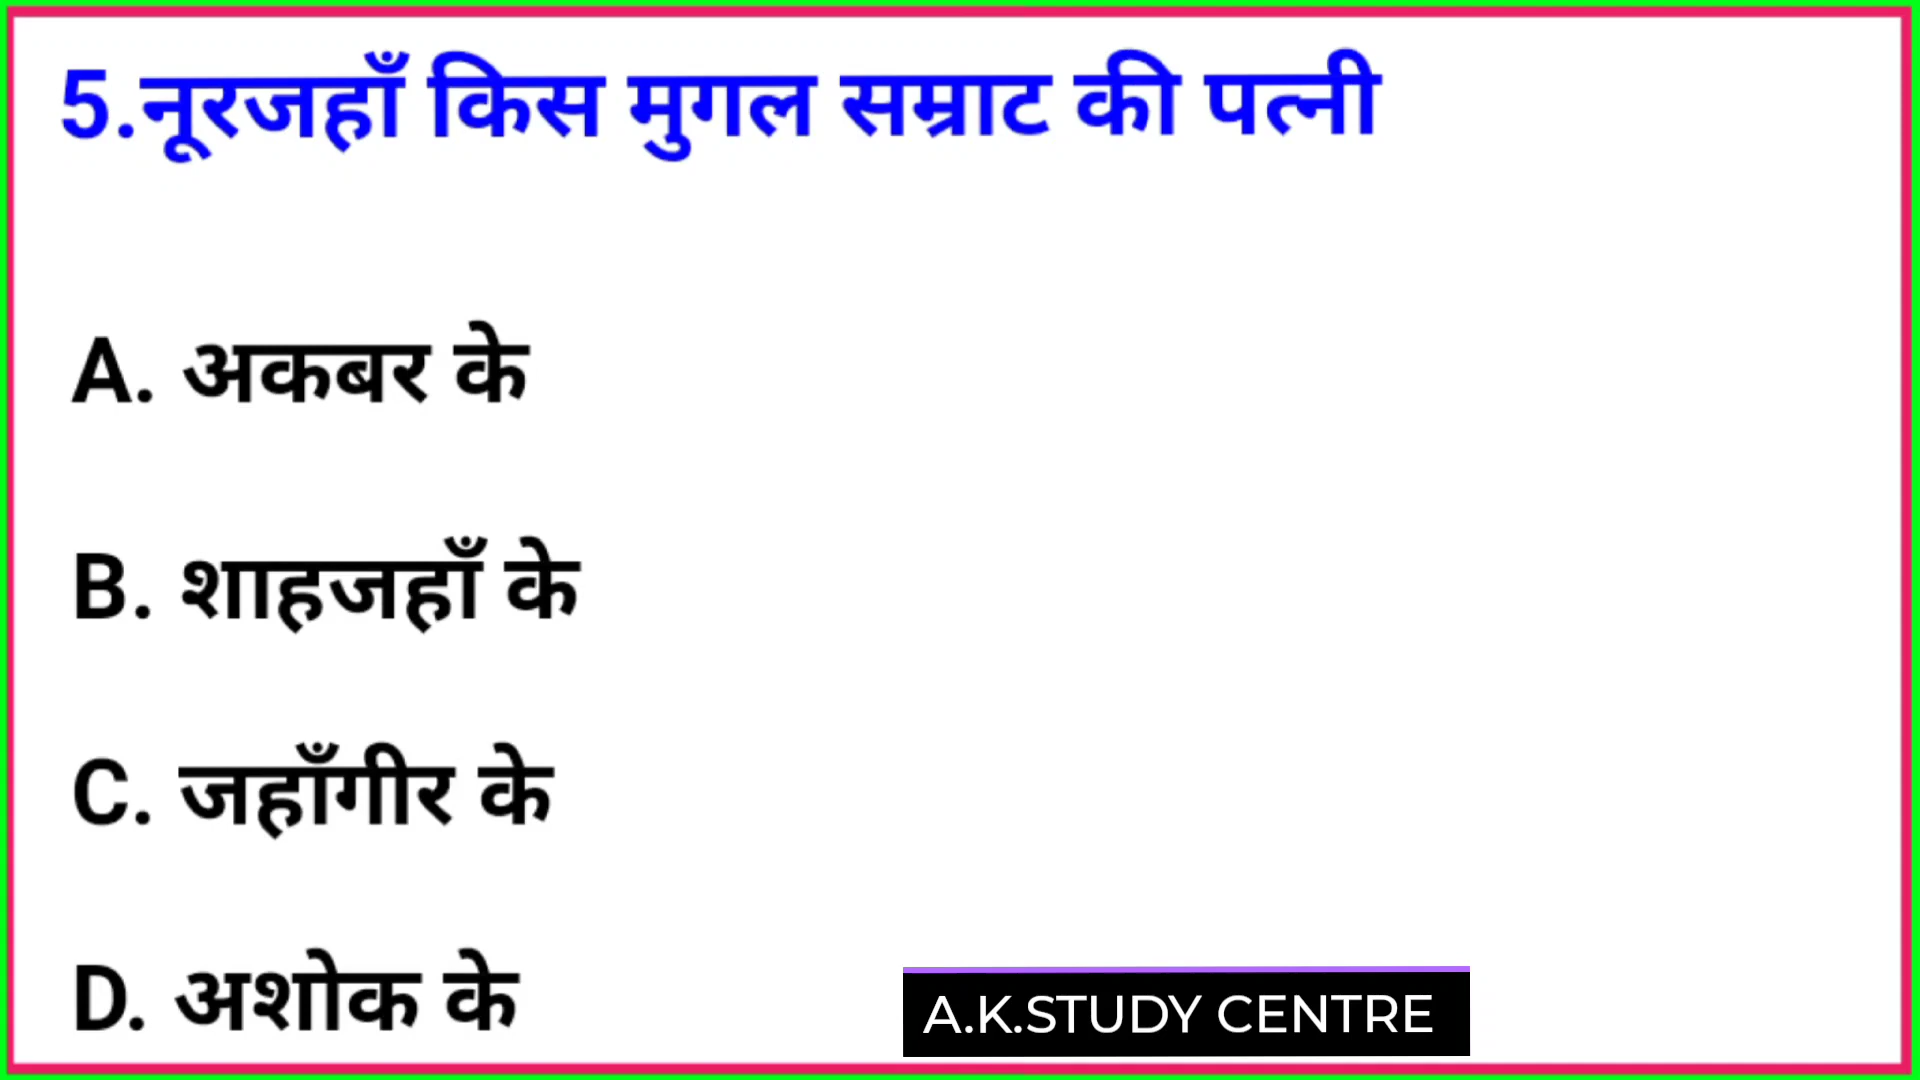 5.नूरजहाँ किस मुगल सम्राट की पत्नी
A. अकबर के
B. शाहजहाँ के
C. जहाँगीर के
D. अशोक के
A.K.STUDY CENTRE